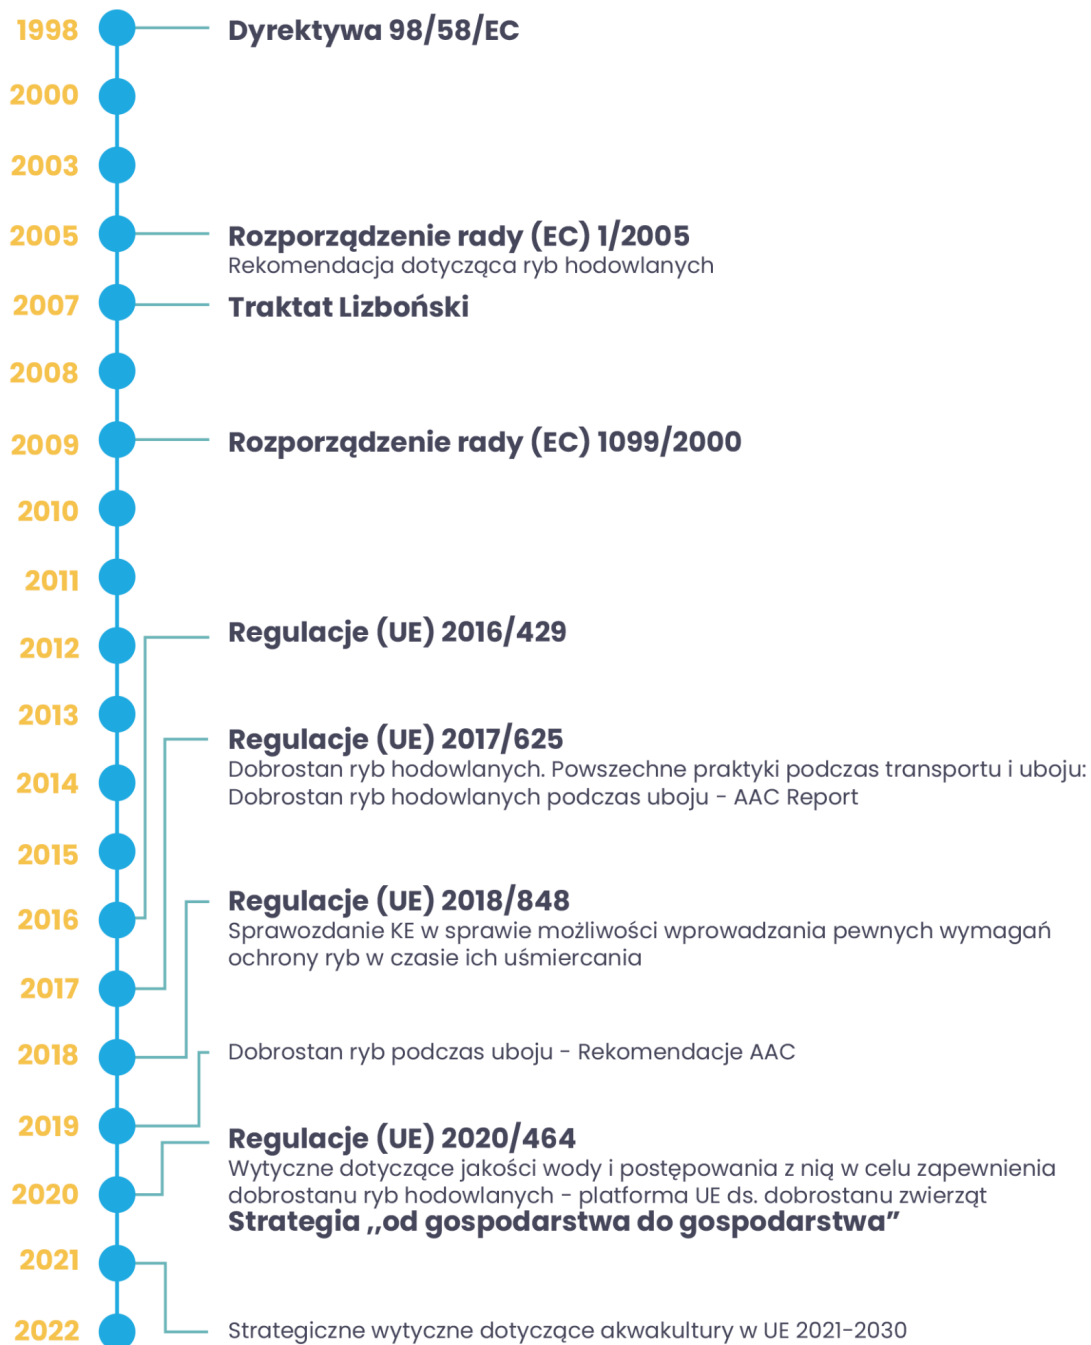 1998 Dyrektywa 98/58/EC
2000
2003
2005 Rozporządzenie rady (EC) 1/2005
Rekomendacja dotycząca ryb hodowlanych
2007 Traktat Lizboński
2008
2009 Rozporządzenie rady (EC) 1099/2000
2010
2011
Regulacje (UE) 2016/429
2012
2013
Regulacje (UE) 2017/625
Dobrostan ryb hodowlanych. Powszechne praktyki podczas transportu i uboju:
2014
Dobrostan ryb hodowlanych podczas uboju - AAC Report
2015
Regulacje (UE) 2018/848
2016
Sprawozdanie KE w sprawie możliwości wprowadzania pewnych wymagań
ochrony ryb w czasie ich uśmiercania
2017
2018 Dobrostan ryb podczas uboju - Rekomendacje AAC
2019
Regulacje (UE) 2020/464
Wytyczne dotyczące jakości wody i postępowania z nią w celu zapewnienia
2020 dobrostanu ryb hodowlanych - platforma UE ds. dobrostanu zwierząt
Strategia ,,od gospodarstwa do gospodarstwa”
2021
2022 Strategiczne wytyczne dotyczące akwakultury w UE 2021-2030